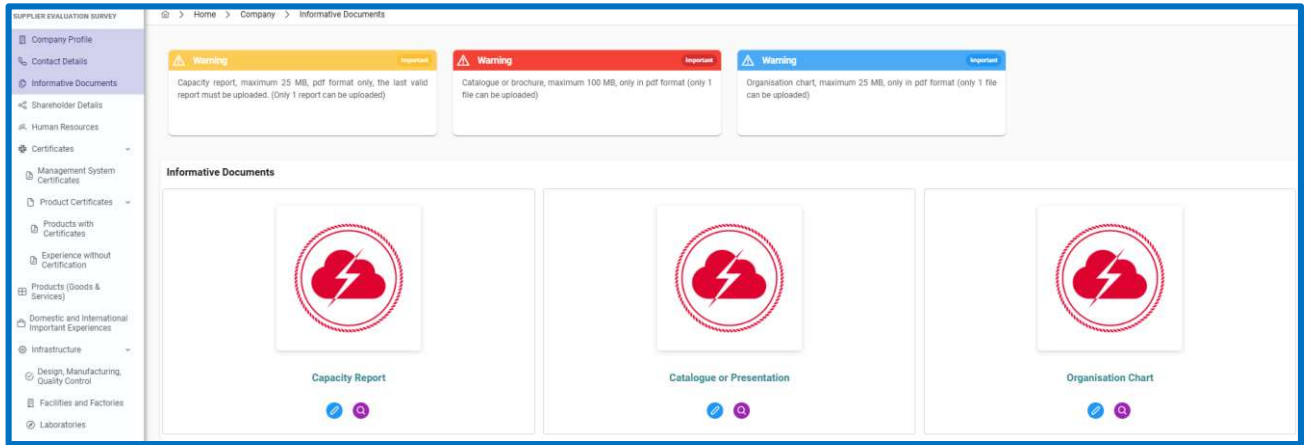 SUPPLIER EVALUATION SURVEY
Company Profile
Contact Details
Informative Documents
Shareholder Details
Human Resources
Certificates
Management System
Certificates
Product Certificates
Products with
Certificates
Experience without
Certification
Products (Goods &
Services)
Domestic and International
Important Experiences
Infrastructure
Design, Manufacturing,
Quality Control
Facilities and Factories
Laboratories
> Home > Company > Informative Documents
Warning Important
Capacity report, maximum 25 MB, pdf format only, the last valid
report must be uploaded. (Only 1 report can be uploaded)
Warning Important
Catalogue or brochure, maximum 100 MB, only in pdf format (only 1
file can be uploaded)
Warning Important
Organisation chart, maximum 25 MB, only in pdf format (only 1 file
can be uploaded)
Informative Documents
Capacity Report
Catalogue or Presentation
Organisation Chart